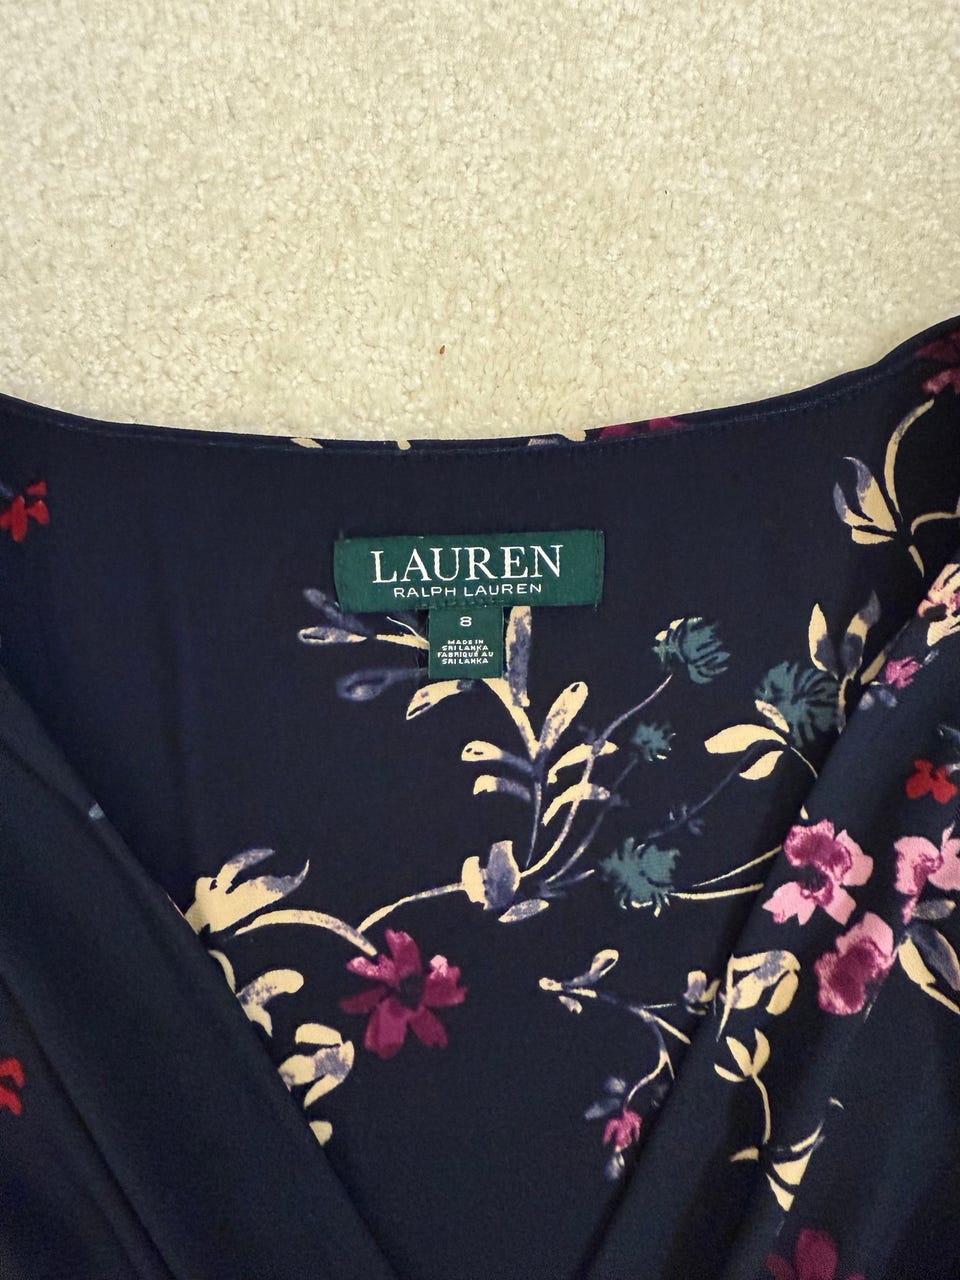 LAUREN
RALPH LAUREN
8
MADE IN
SRI LANKA
FABRIQUÉ AU
SRI LANKA